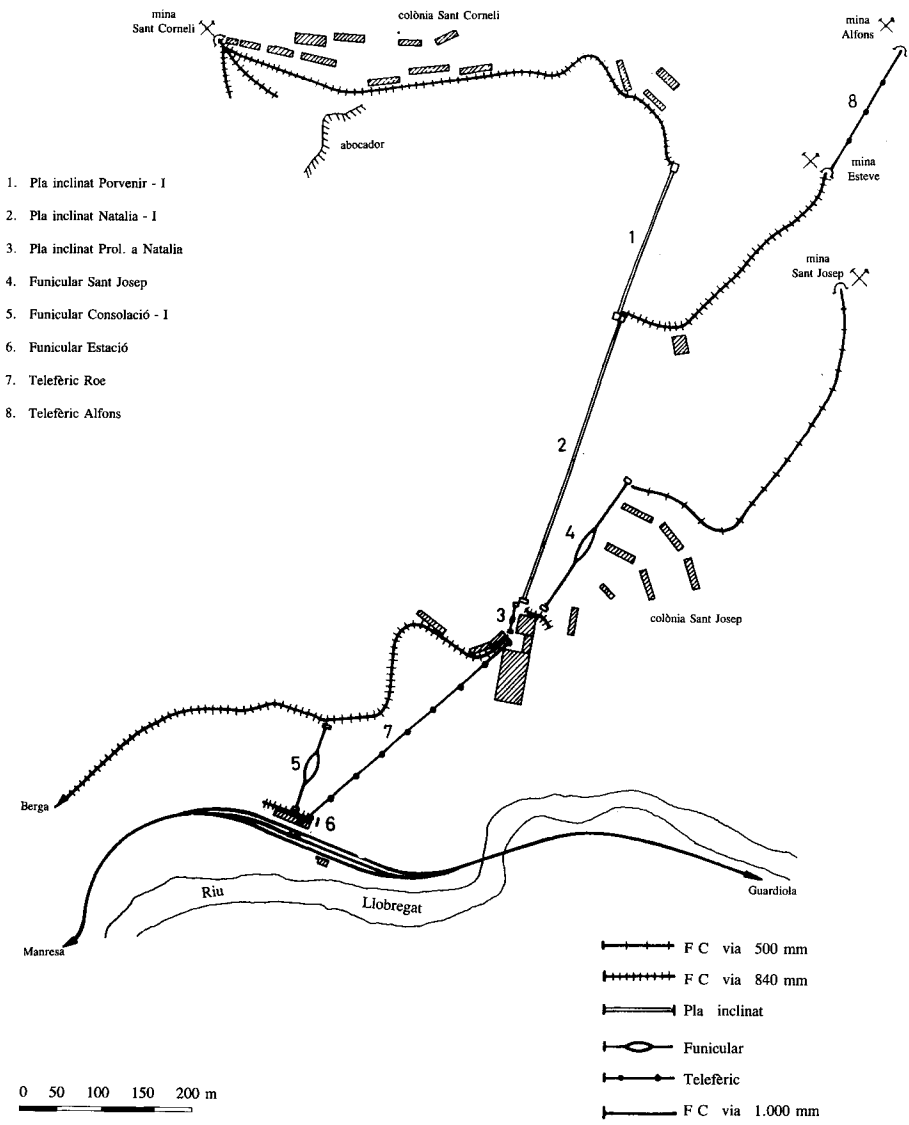 mina
Sant Corneli
colònia Sant Corneli
mina
Alfons
8
abocador
mina
Esteve
1. Pla inclinat Porvenir - I
2. Pla inclinat Natalia - I
3. Pla inclinat Prol. a Natalia
4. Funicular Sant Josep
5. Funicular Consolació - I
6. Funicular Estació
7. Telefèric Roe
8. Telefèric Alfons
1
mina
Sant Josep
2
4
3
colònia Sant Josep
7
5
Berga
6
Riu
Llobregat
Guardiola
Manresa
F C via 500 mm
F C via 840 mm
Pla inclinat
Funicular
Telefèric
F C via 1.000 mm
0 50 100 150 200 m